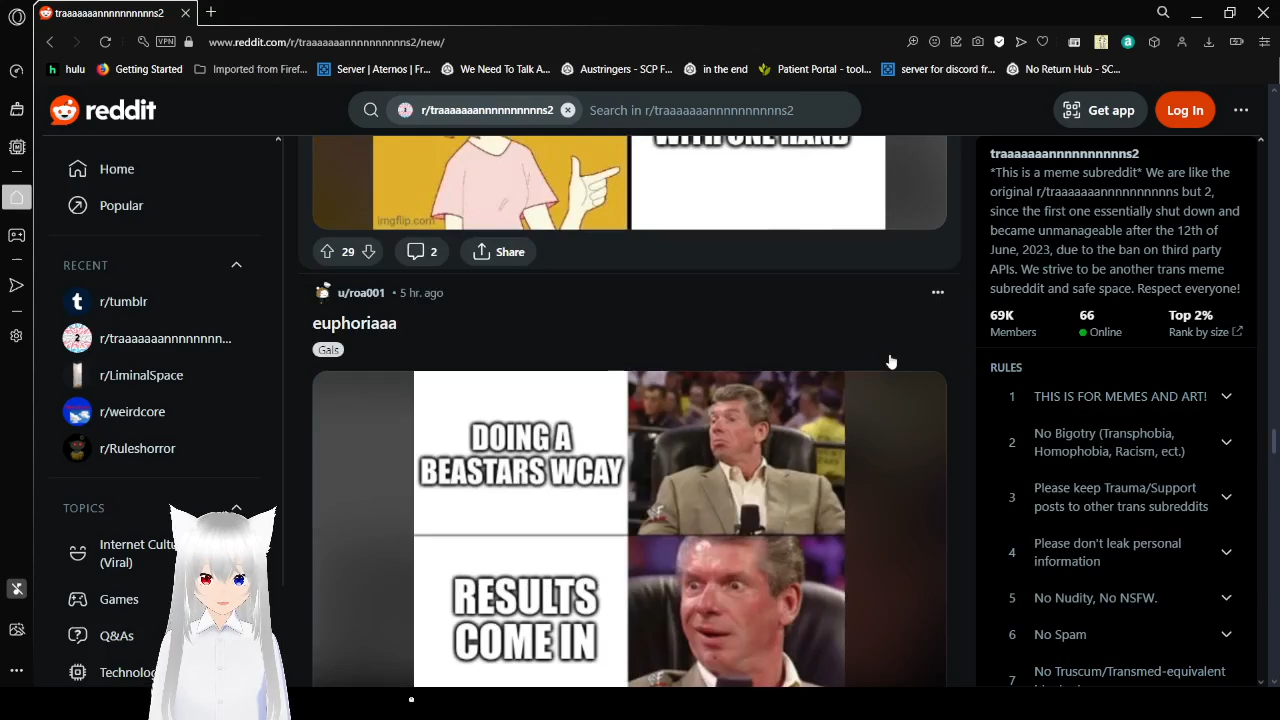 traaaaaaannnnnnnnnns2
VPN
www.reddit.com/r/traaaaaaannnnnnnnnns2/new/
hulu
Getting Started
Imported from Firef...
Server | Aternos | Fr...
We Need To Talk A...
Austringers - SCP F...
in the end
Patient Portal - tool...
server for discord fr...
No Return Hub - SC...
reddit
r/traaaaaaannnnnnnnnns2
Search in r/traaaaaaannnnnnnnnns2
Get app
Log In
Home
Popular
RECENT
r/tumblr
r/traaaaaaannnnnnn...
r/LiminalSpace
r/weirdcore
r/Ruleshorror
TOPICS
Internet Cultu
(Viral)
Games
Q&As
Technolog
WITH ONE HAND
imgflip.com
29
2
Share
u/roa001 • 5 hr. ago
euphoriaaa
Gals
DOING A
BEASTARS WCAY
RESULTS
COME IN
traaaaaaannnnnnnnnns2
*This is a meme subreddit* We are like the
original r/traaaaaaannnnnnnnnns but 2,
since the first one essentially shut down and
became unmanageable after the 12th of
June, 2023, due to the ban on third party
APIs. We strive to be another trans meme
subreddit and safe space. Respect everyone!
69K
Members
66
Online
Top 2%
Rank by size
RULES
1 THIS IS FOR MEMES AND ART!
2 No Bigotry (Transphobia,
Homophobia, Racism, ect.)
3 Please keep Trauma/Support
posts to other trans subreddits
4 Please don't leak personal
information
5 No Nudity, No NSFW.
6 No Spam
7 No Truscum/Transmed-equivalent